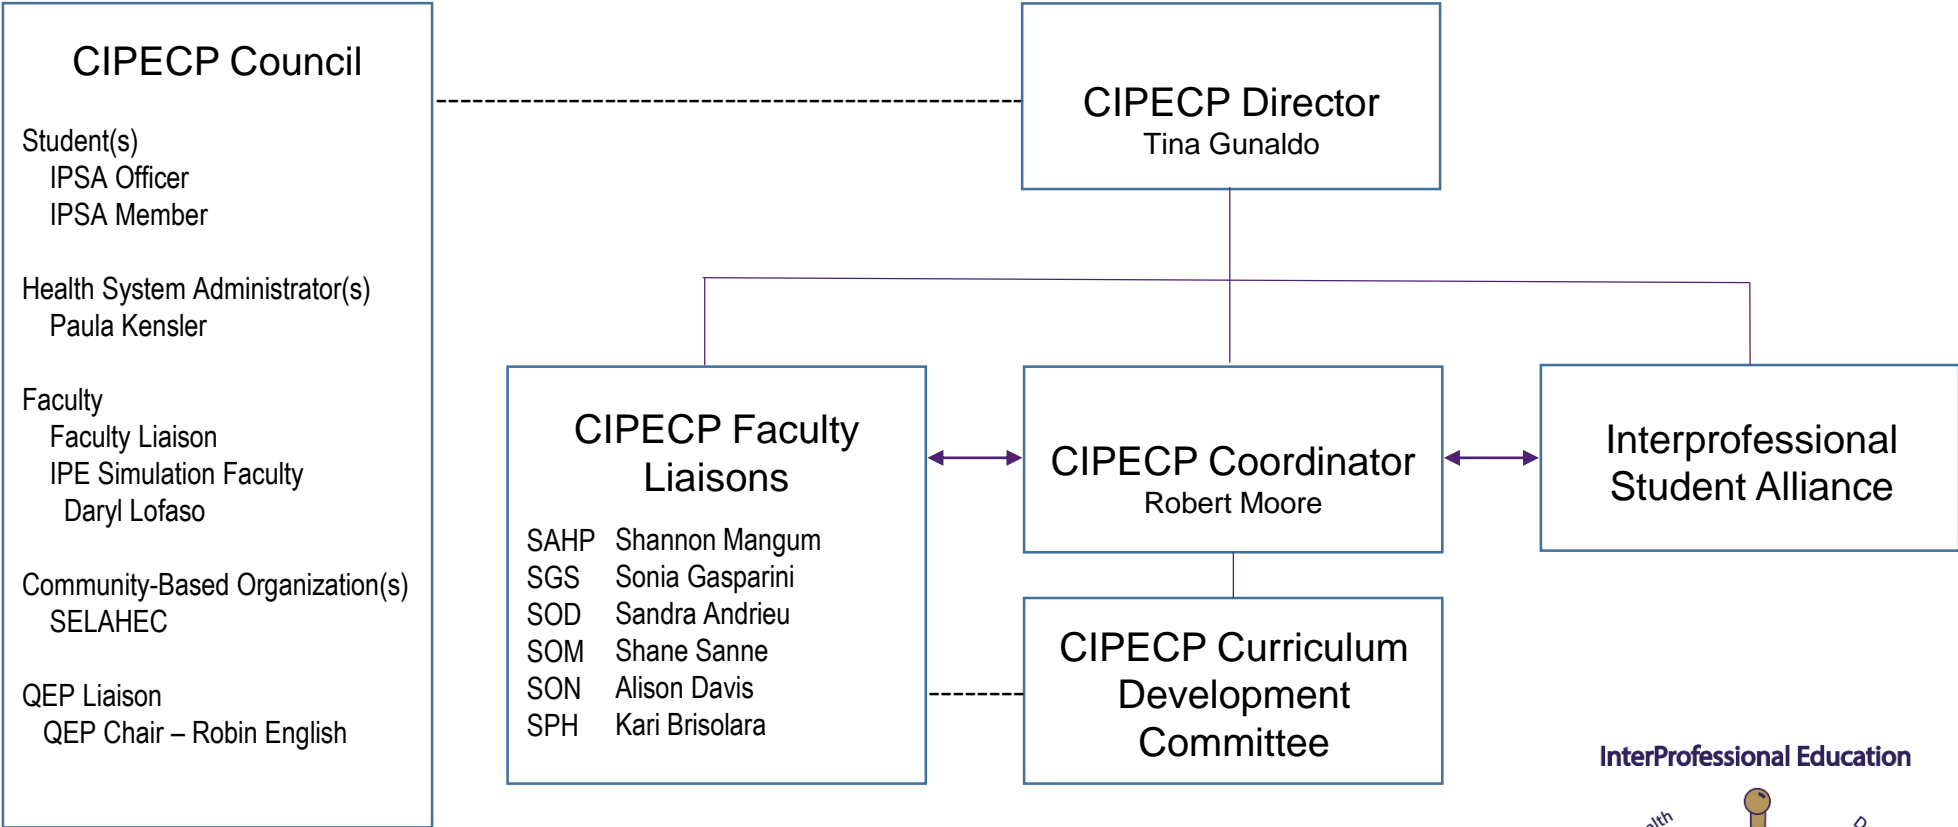 CIPECP Council
Student(s)
IPSA Officer
IPSA Member
Health System Administrator(s)
Paula Kensler
Faculty
Faculty Liaison
IPE Simulation Faculty
Daryl Lofaso
Community-Based Organization(s)
SELAHEC
QEP Liaison
QEP Chair – Robin English
CIPECP Director
Tina Gunaldo
CIPECP Faculty
Liaisons
SAHP Shannon Mangum
SGS Sonia Gasparini
SOD Sandra Andrieu
SOM Shane Sanne
SON Alison Davis
SPH Kari Brisolara
CIPECP Coordinator
Robert Moore
Interprofessional
Student Alliance
CIPECP Curriculum
Development
Committee
InterProfessional Education